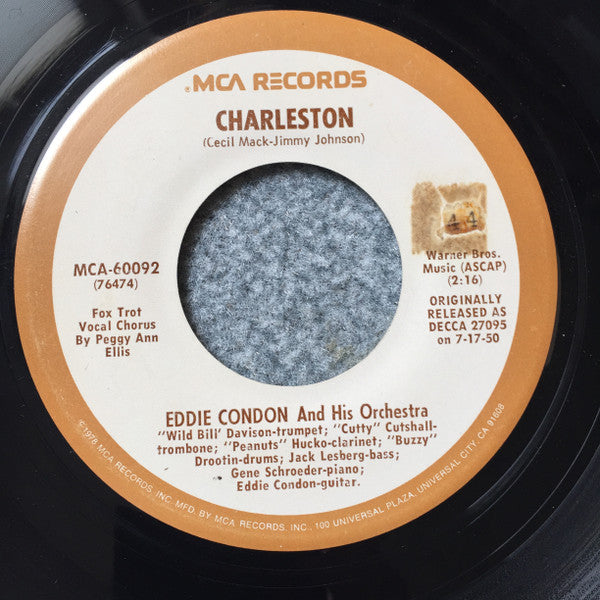 MCA RECORDS
CHARLESTON
(Cecil Mack-Jimmy Johnson)
44
MCA-60092
(76474)
Fox Trot
Vocal Chorus
By Peggy Ann
Ellis
Warner Bros.
Music (ASCAP)
(2:16)
ORIGINALLY
RELEASED AS
DECCA 27095
on 7-17-50
EDDIE CONDON And His Orchestra
"Wild Bill' Davison-trumpet; "Cutty" Cutshall-
trombone; "Peanuts" Hucko-clarinet; "Buzzy"
Drootin-drums; Jack Lesberg-bass;
Gene Schroeder-piano;
Eddie Condon-guitar.
©1978 MCA RECORDS, INC. MFD. BY MCA RECORDS, INC., 100 UNIVERSAL PLAZA, UNIVERSAL CITY, CA 91608